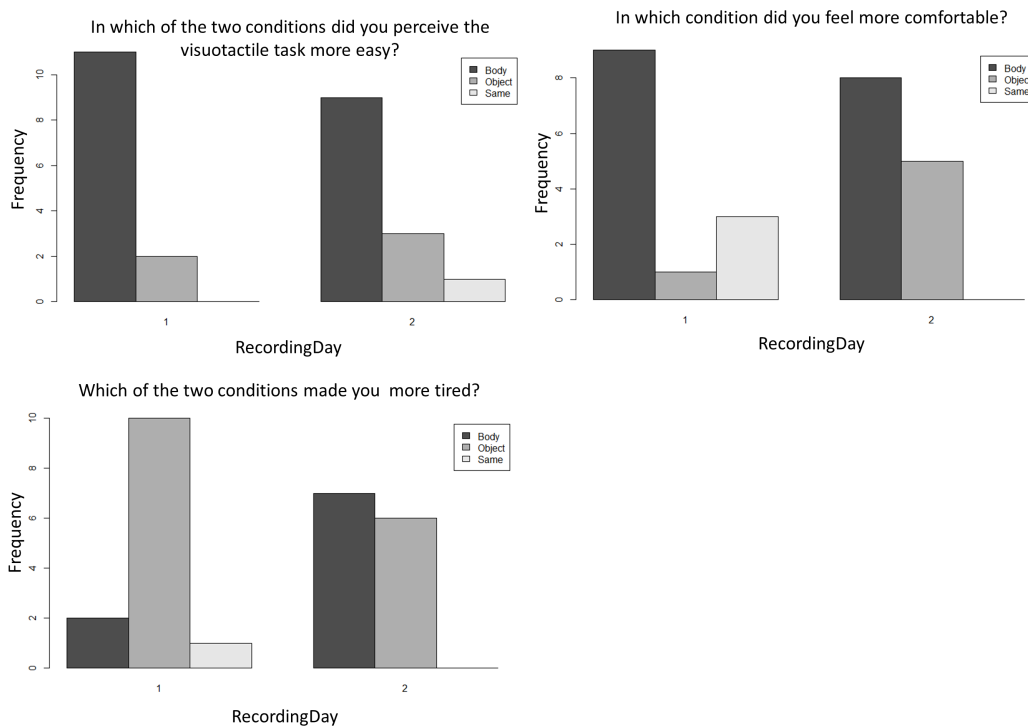 In which of the two conditions did you perceive the
visuotactile task more easy?
Body
Object
Same
Frequency
10
8
6
4
2
0
1
2
RecordingDay
In which condition did you feel more comfortable?
Body
Objec
Same
Frequency
8
6
4
2
0
1
2
RecordingDay
Which of the two conditions made you more tired?
Body
Object
Same
Frequency
10
8
6
4
2
0
1
2
RecordingDay